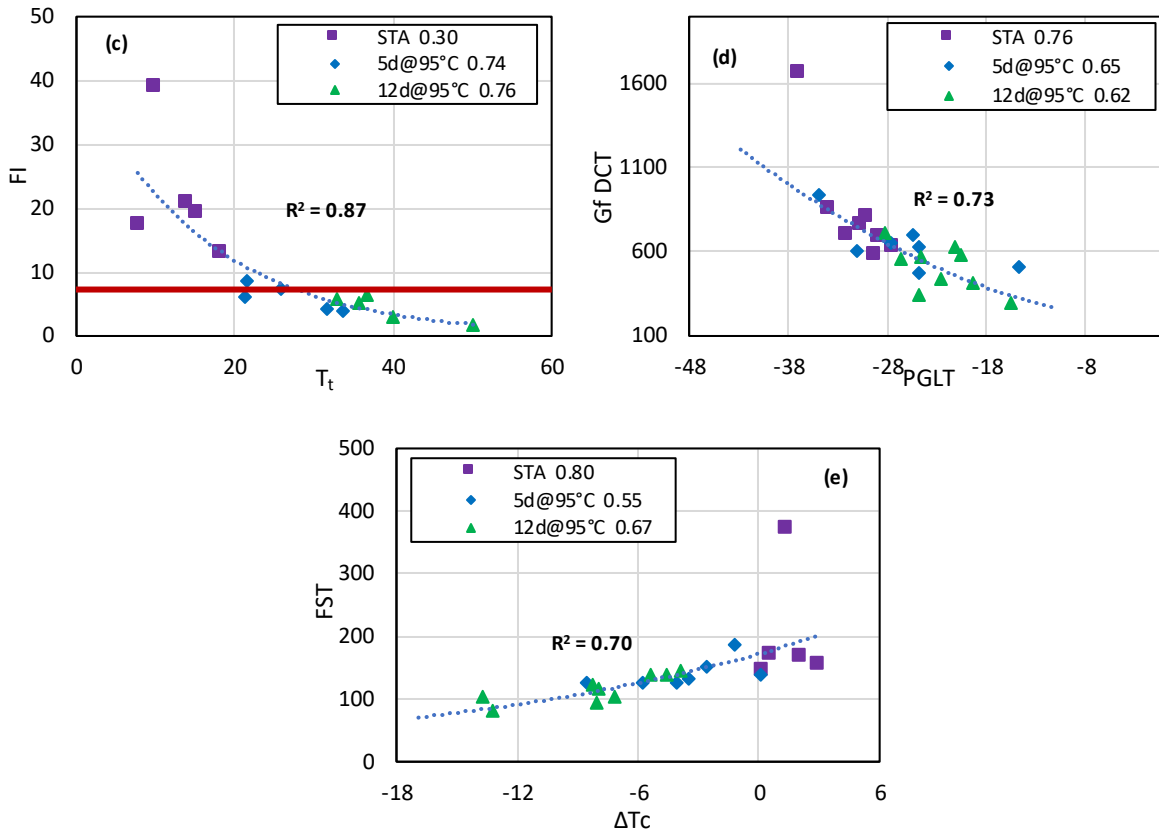 (c)
STA 0.30
5d@95°C 0.74
12d@95°C 0.76
50
40
30
20
10
0
FI
R² = 0.87
0 20 40 60
Tt
(d)
STA 0.76
5d@95°C 0.65
12d@95°C 0.62
1600
1100
600
100
Gf DCT
R² = 0.73
-48 -38 -28 -18 -8
PGLT
(e)
STA 0.80
5d@95°C 0.55
12d@95°C 0.67
500
400
300
200
100
0
FST
R² = 0.70
-18 -12 -6 0 6
ΔTc